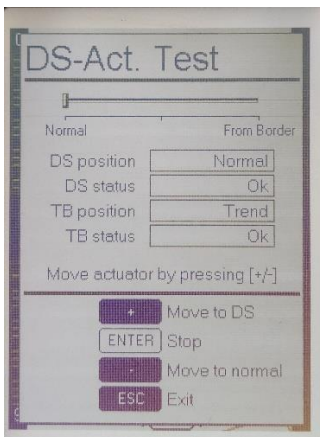 DS-Act. Test
Normal From Border
DS position Normal
DS status Ok
TB position Trend
TB status Ok
Move actuator by pressing [+/-]
+ Move to DS
ENTER Stop
- Move to normal
ESC Exit